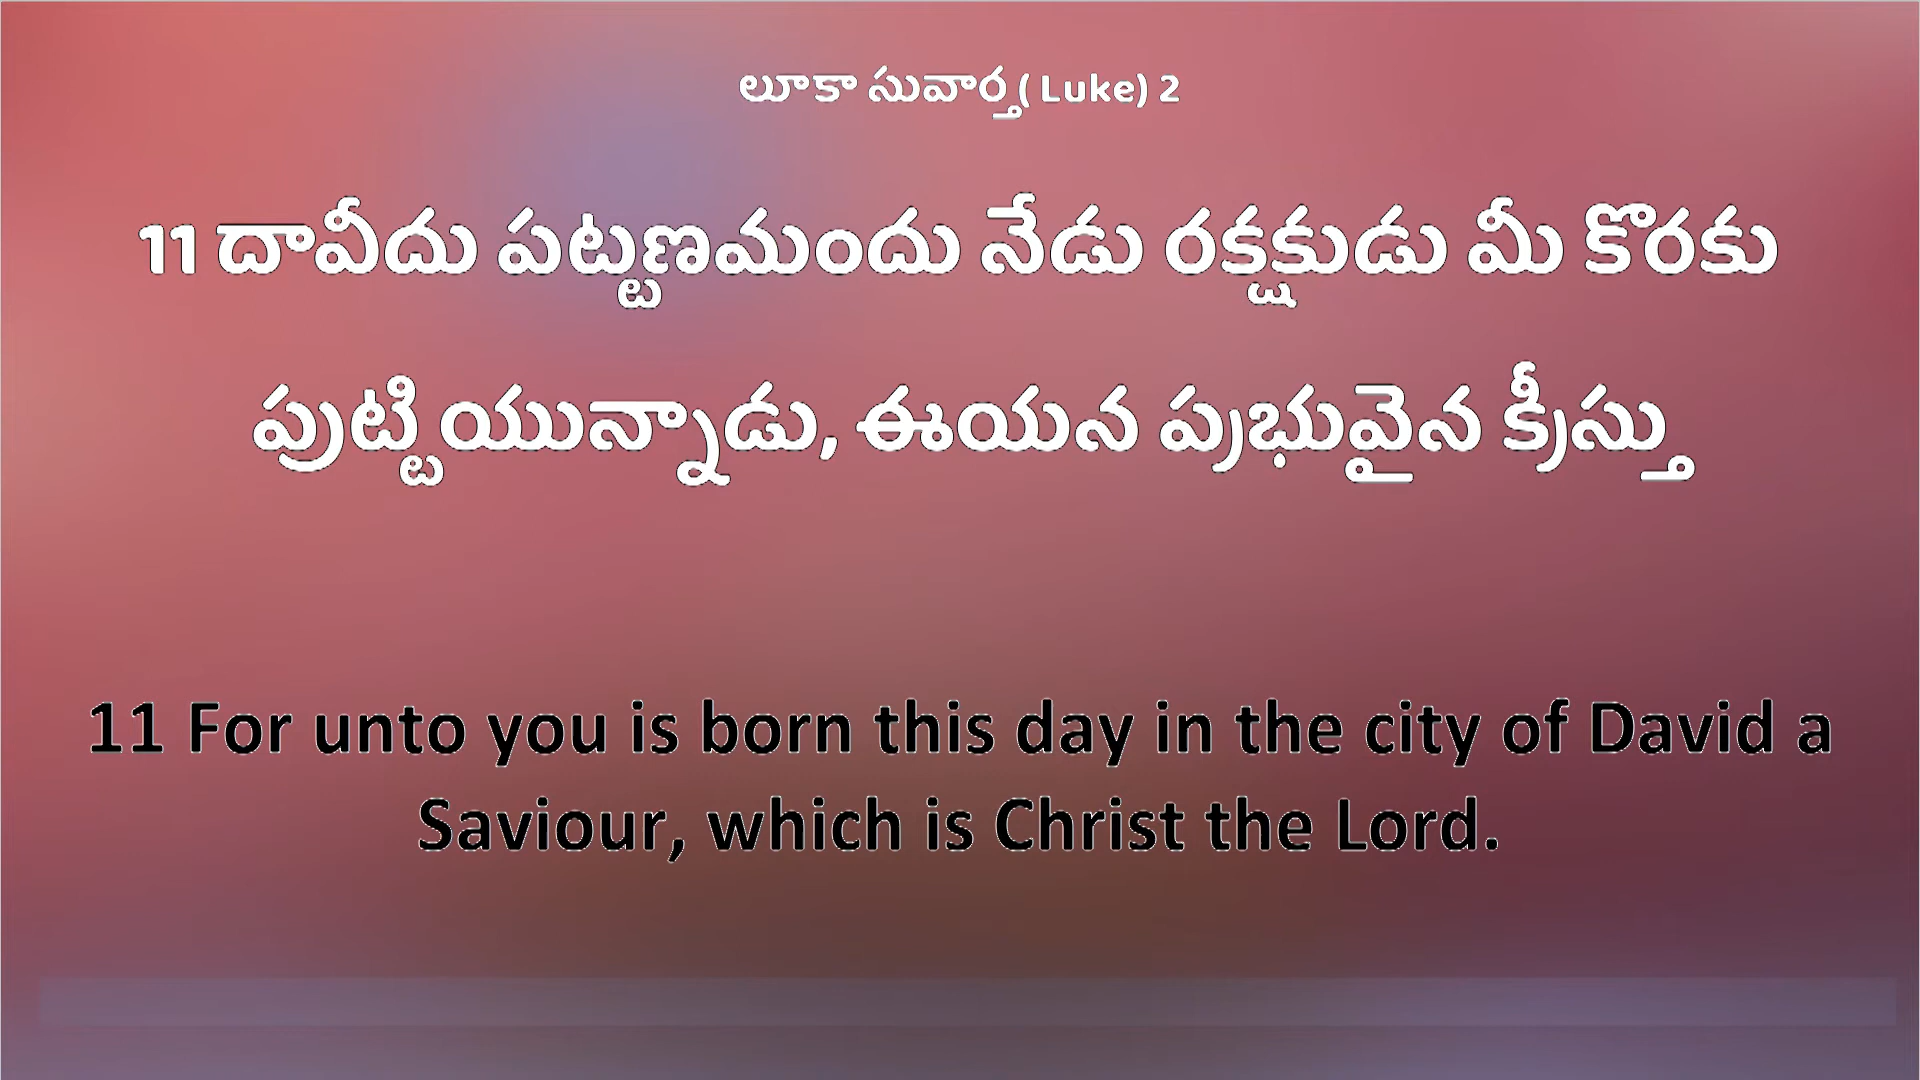 లూకా సువార్త( Luke) 2
11 దావీదు పట్టణమందు నేడు రక్షకుడు మీ కొరకు
పుట్టియున్నాడు, ఈయన ప్రభువైన క్రీస్తు
11 For unto you is born this day in the city of David a
Saviour, which is Christ the Lord.